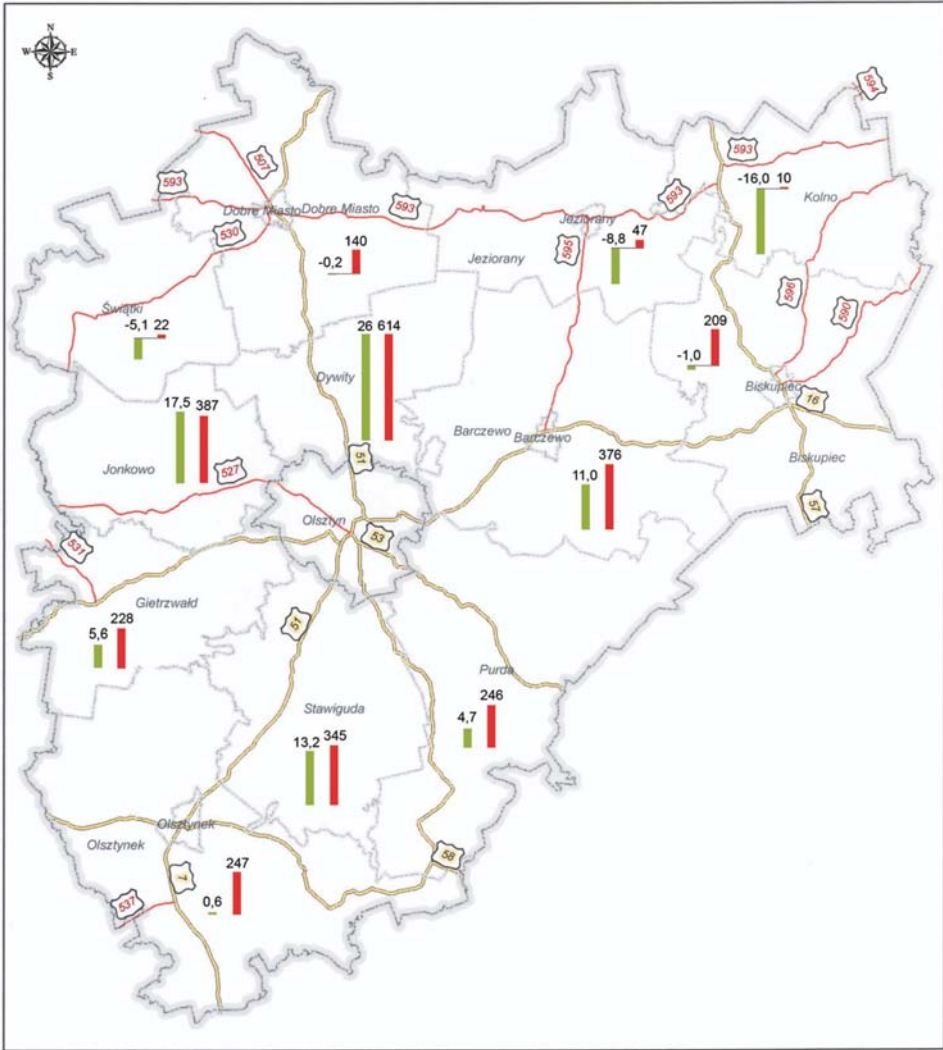 N
W E
S
594
507
593
593
-16,0 10
593
Kolno
593
Dobre Miasto Dobre Miasto
530
Jeziorany
595
47
-8,8
140
-0,2
Jeziorany
596
590
Świątki
-5,1 22
26 614
209
-1,0
Dywity
17,5 387
Biskupiec
16
Barczewo
Barczewo
376
11,0
Biskupiec
51
Jonkowo
527
57
Olsztyn
53
531
Gietrzwałd
51
228
5,6
Purda
246
4,7
Stawiguda
345
13,2
Olsztynek
Olsztynek
58
247
0,6
7
537